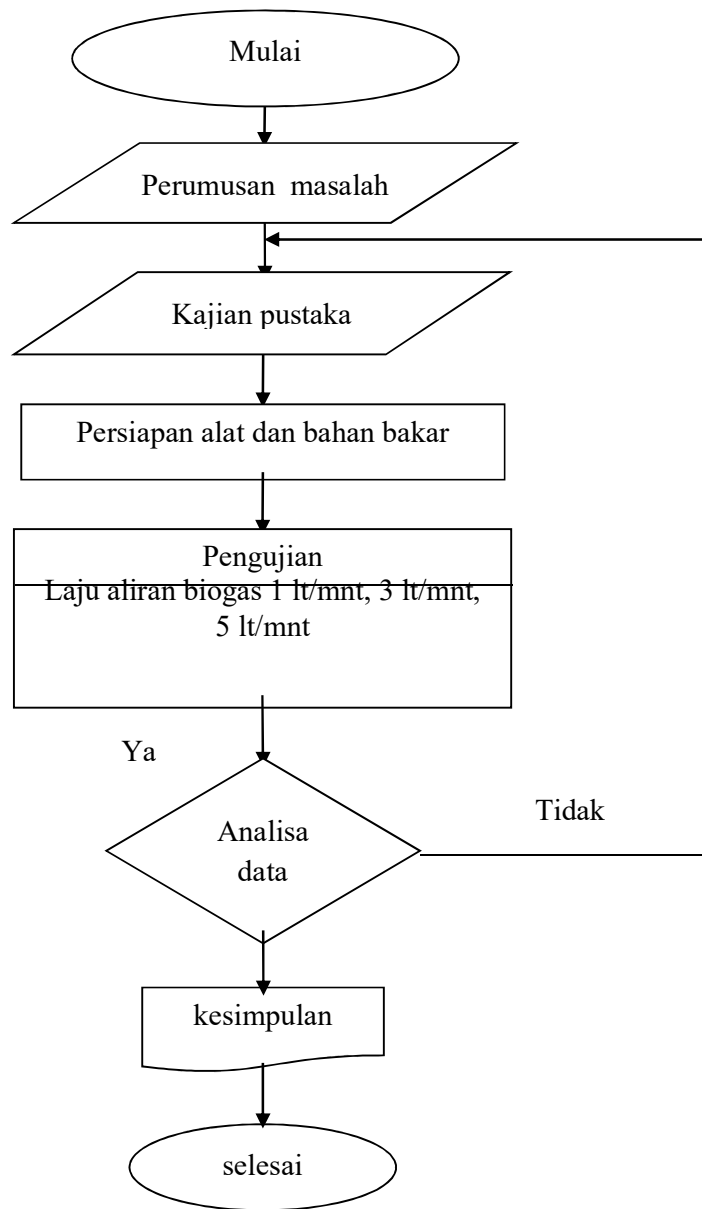 Mulai
Perumusan masalah
Kajian pustaka
Persiapan alat dan bahan bakar
Pengujian
Laju aliran biogas 1 lt/mnt, 3 lt/mnt,
5 lt/mnt
Ya
Tidak
Analisa
data
kesimpulan
selesai